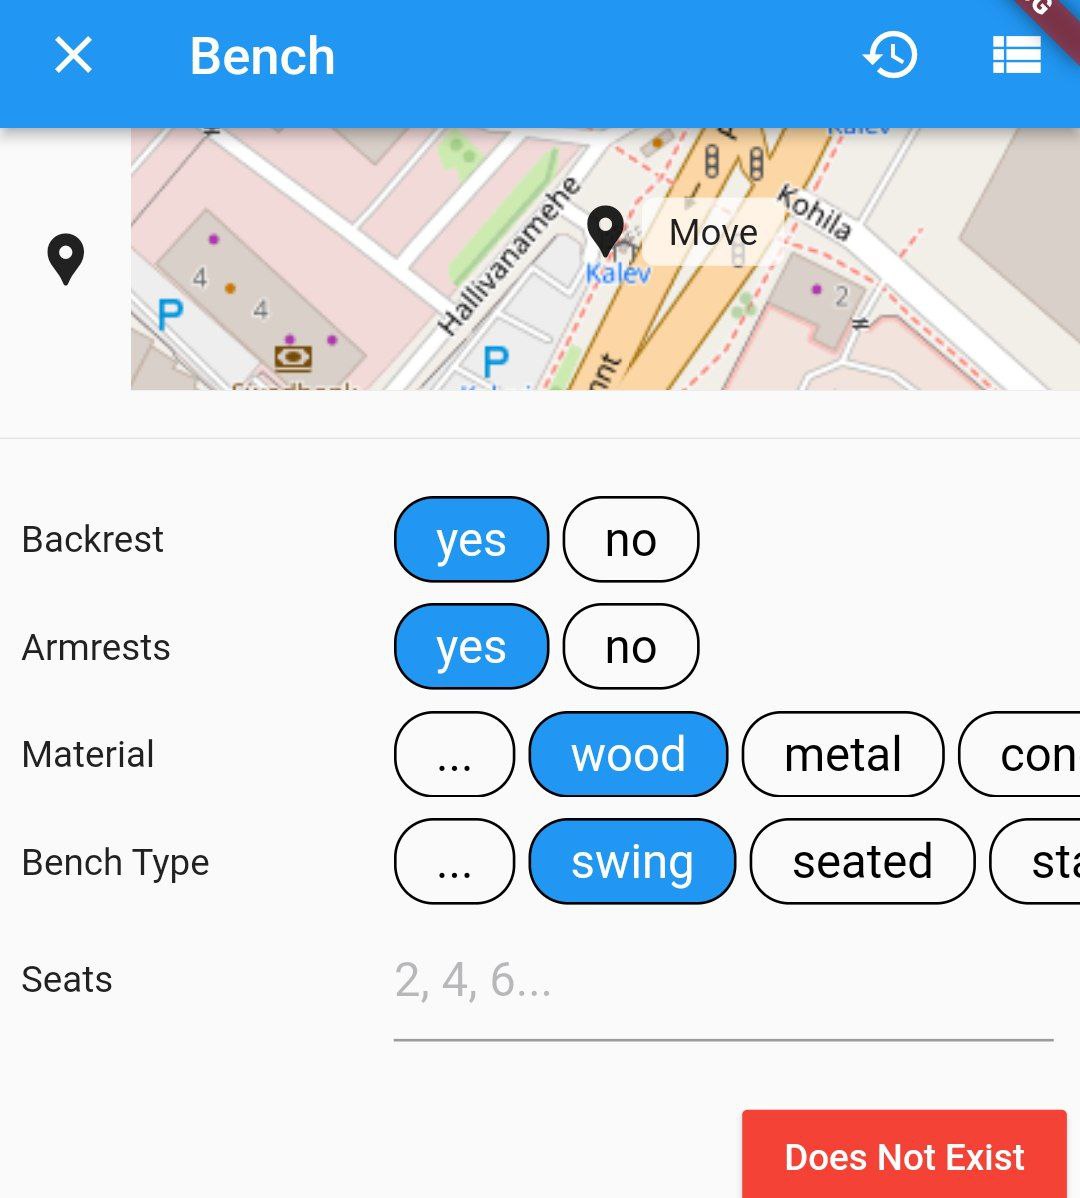 Bench
G
Kohila
Hallivanamehe
Move
Kalev
4
4
2
P
P
nnt
Backrest
yes
no
Armrests
yes
no
Material
...
wood
metal
con
Bench Type
...
swing
seated
sta
Seats
2, 4, 6...
Does Not Exist